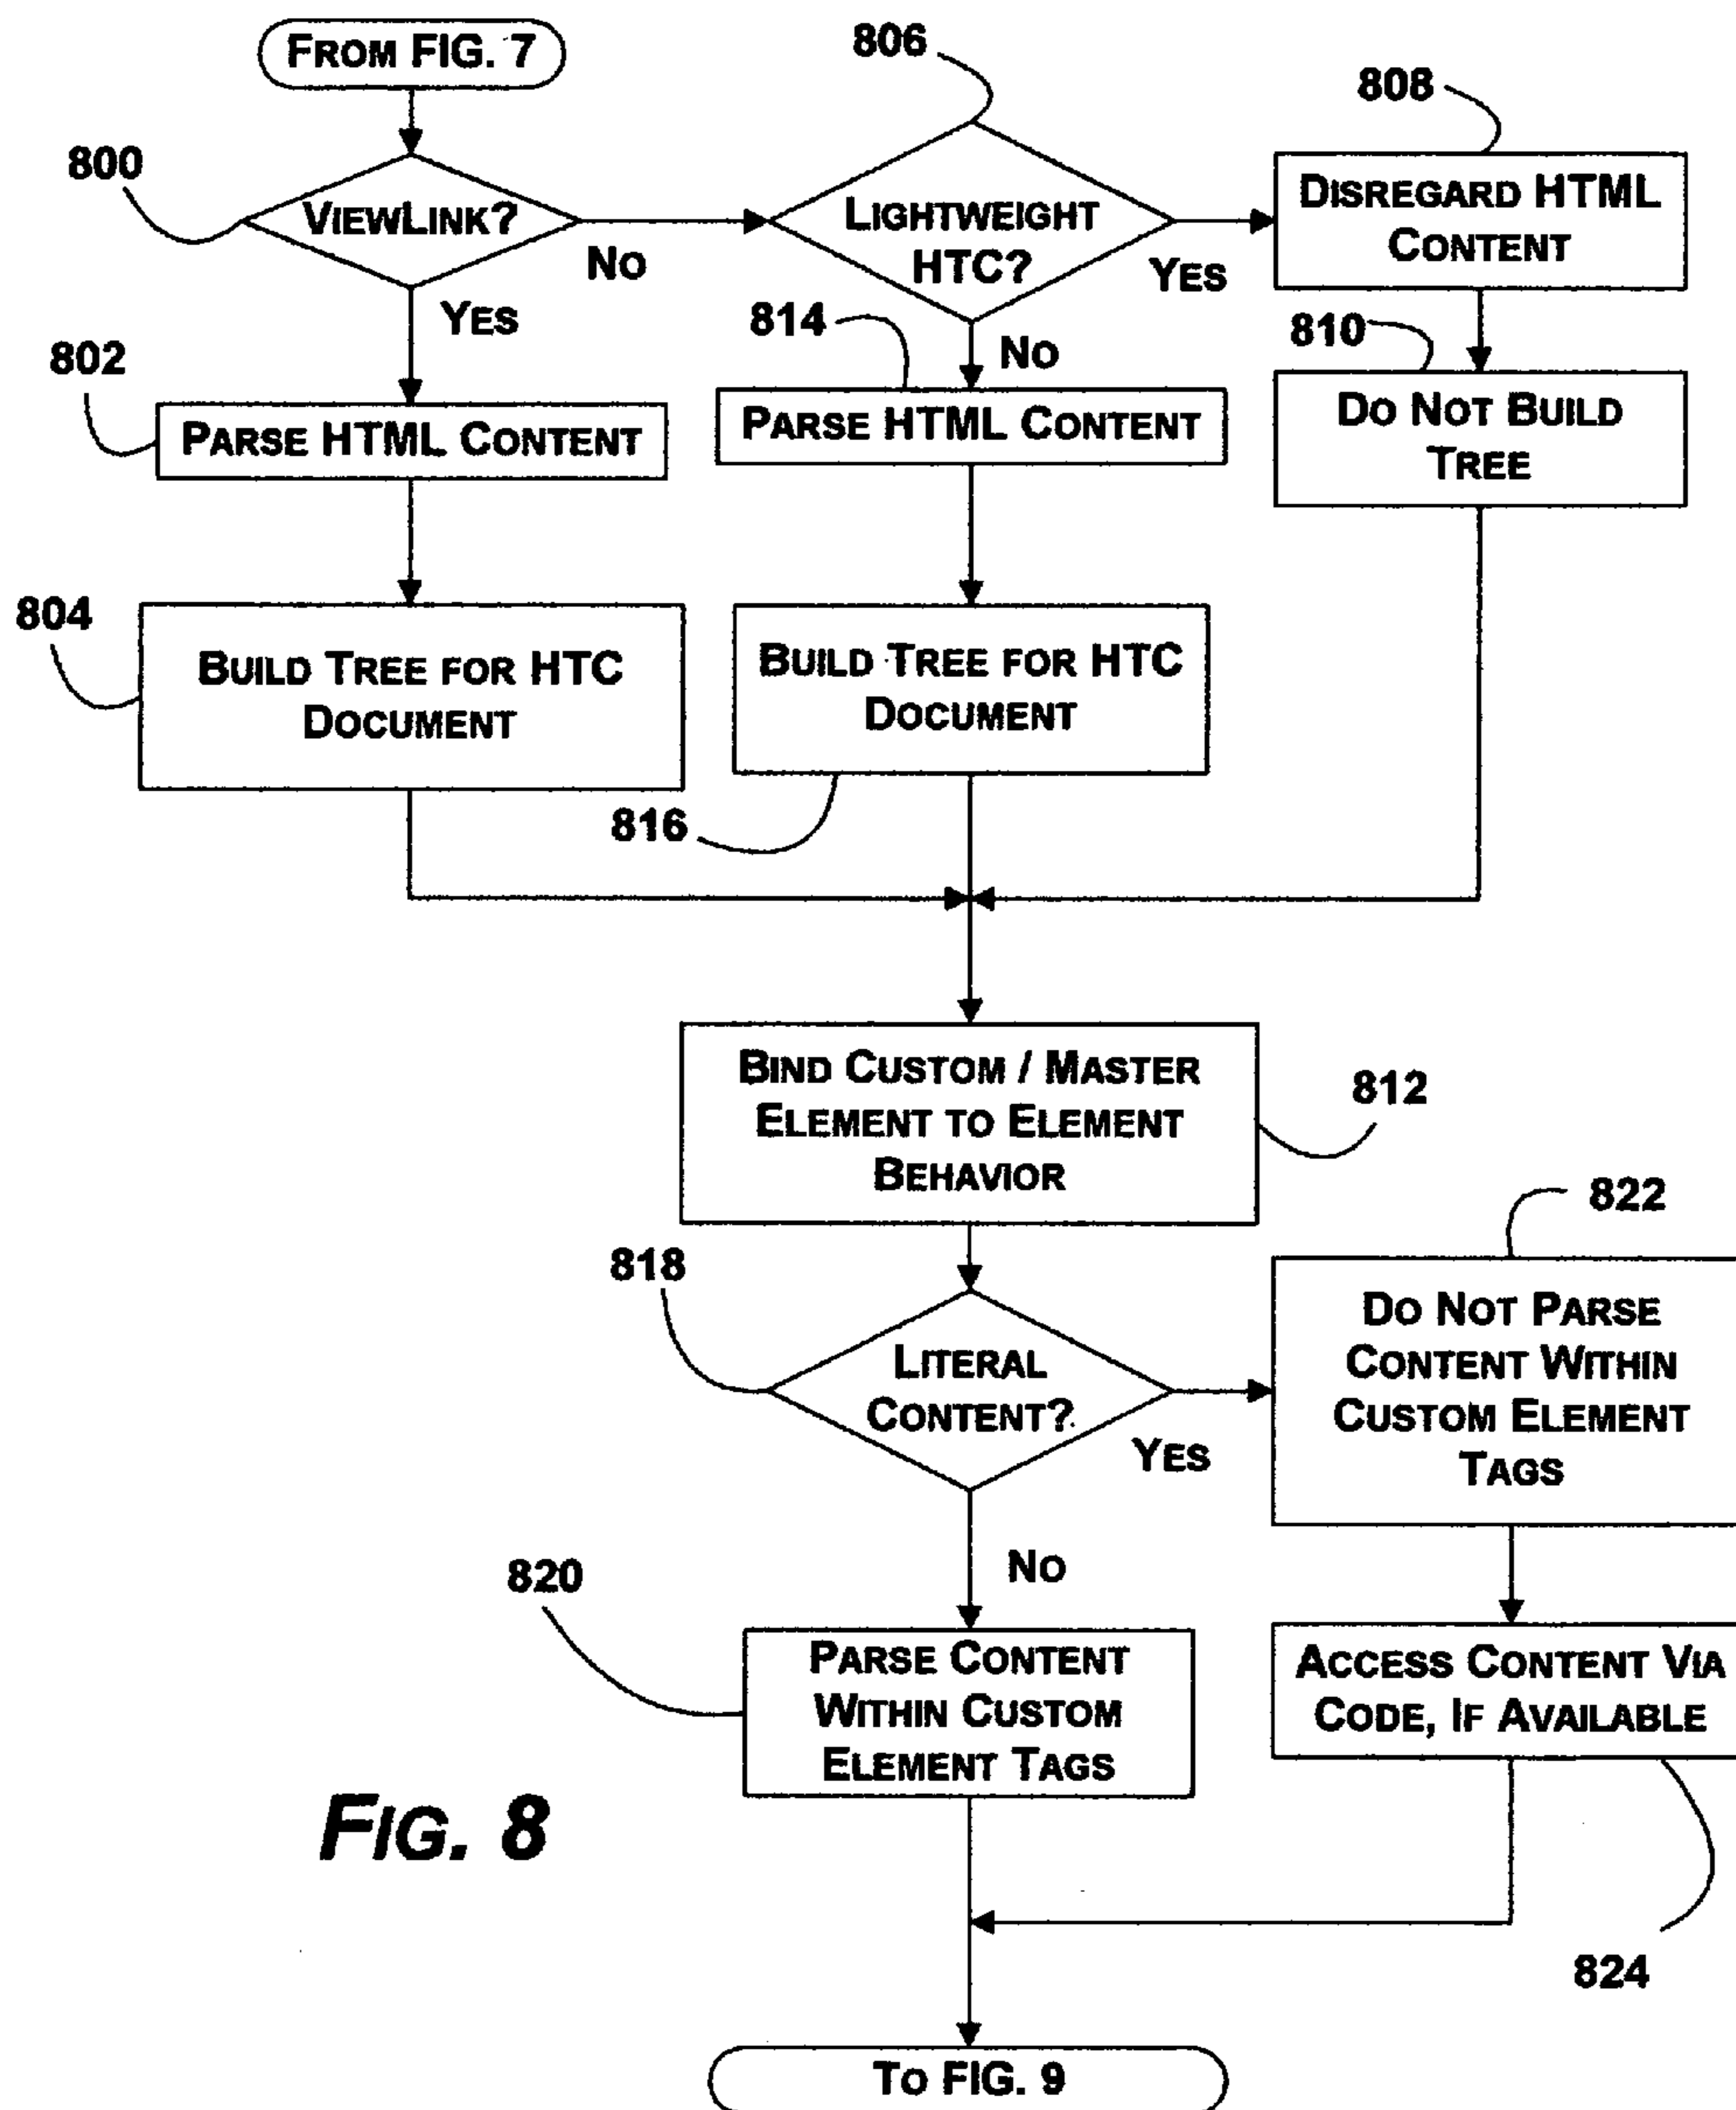 FROM FIG. 7
806
808
800
VIEWLINK?
LIGHTWEIGHT
HTC?
DISREGARD HTML
CONTENT
NO
YES
YES
814
810
NO
802
PARSE HTML CONTENT
PARSE HTML CONTENT
DO NOT BUILD
TREE
804
BUILD TREE FOR HTC
DOCUMENT
BUILD TREE FOR HTC
DOCUMENT
816
BIND CUSTOM / MASTER
ELEMENT TO ELEMENT
BEHAVIOR
812
822
818
LITERAL
CONTENT?
YES
DO NOT PARSE
CONTENT WITHIN
CUSTOM ELEMENT
TAGS
NO
820
PARSE CONTENT
WITHIN CUSTOM
ELEMENT TAGS
ACCESS CONTENT VIA
CODE, IF AVAILABLE
FIG. 8
824
TO FIG. 9